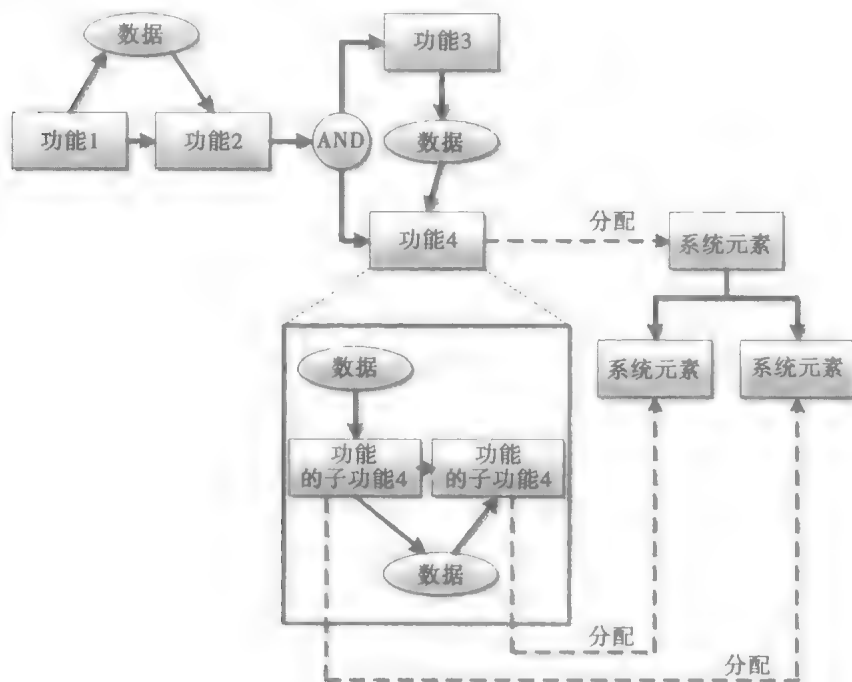 数据
功能3
功能1
功能2
AND
数据
功能4
分配
系统元素
数据
系统元素
系统元素
功能
的子功能4
功能
的子功能4
数据
分配
分配